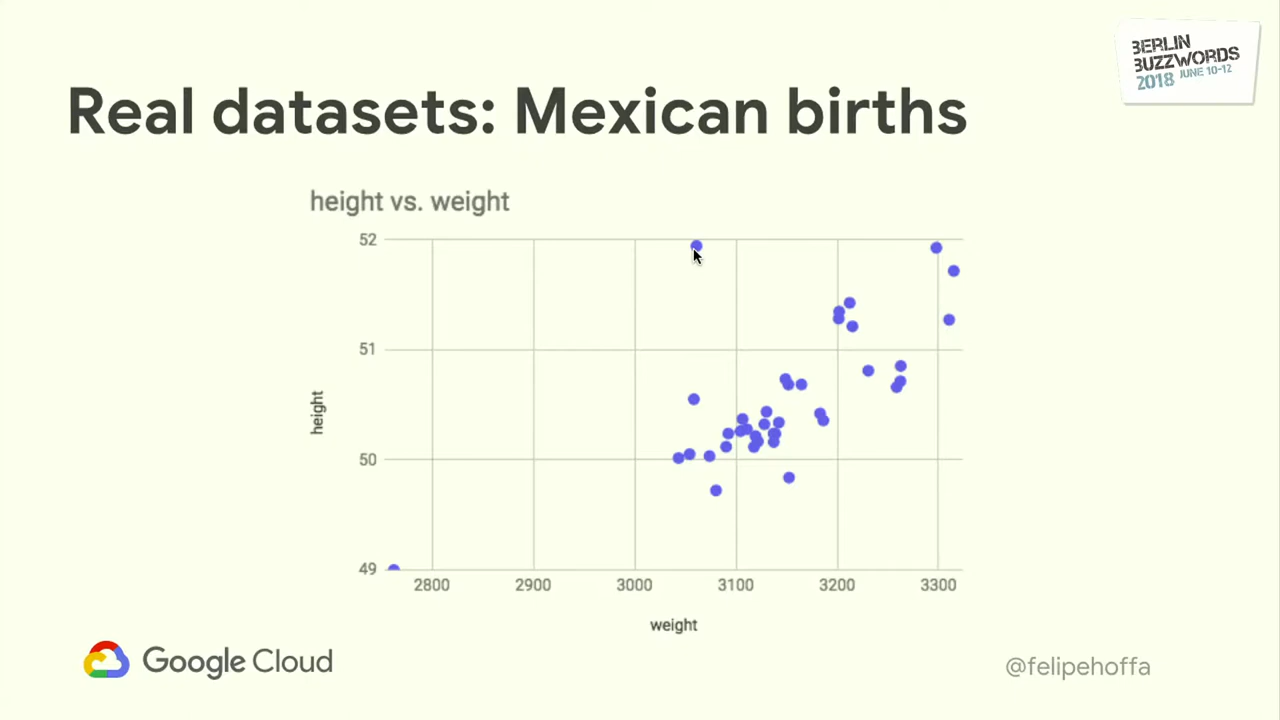 BERLIN
BUZZWORDS
2018 JUNE 10-12
Real datasets: Mexican births
height vs. weight
52
51
50
49
height
2800 2900 3000 3100 3200 3300
weight
Google Cloud
@felipehoffa